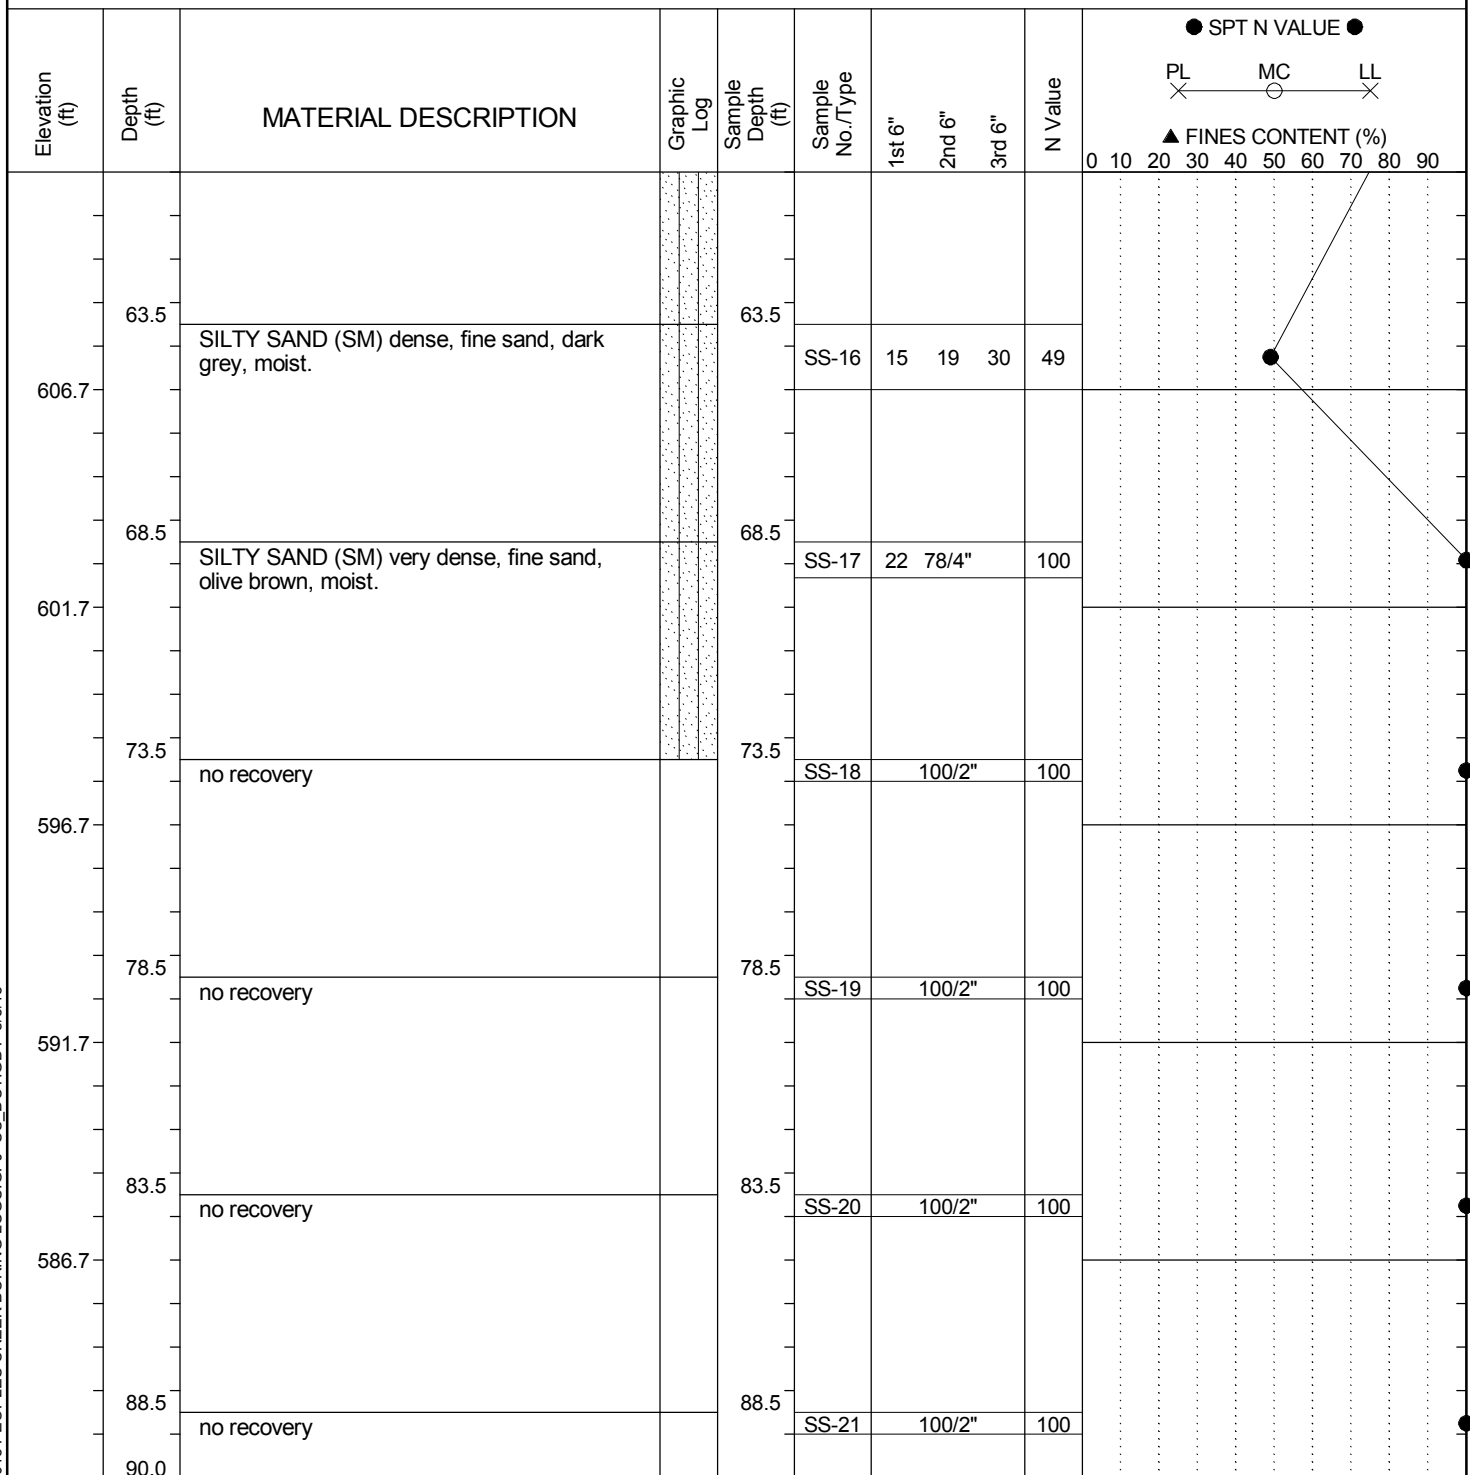 ● SPT N VALUE ●
PL MC LL
▲ FINES CONTENT (%)
0 10 20 30 40 50 60 70 80 90
Elevation (ft)
Depth (ft)
MATERIAL DESCRIPTION
Graphic Log
Sample Depth (ft)
Sample No./Type
1st 6"
2nd 6"
3rd 6"
N Value
63.5 63.5
SILTY SAND (SM) dense, fine sand, dark
grey, moist.
SS-16 15 19 30 49
606.7
68.5 68.5
SILTY SAND (SM) very dense, fine sand,
olive brown, moist.
SS-17 22 78/4" 100
601.7
73.5 73.5
no recovery SS-18 100/2" 100
596.7
78.5 78.5
no recovery SS-19 100/2" 100
591.7
83.5 83.5
no recovery SS-20 100/2" 100
586.7
88.5 88.5
no recovery SS-21 100/2" 100
90.0